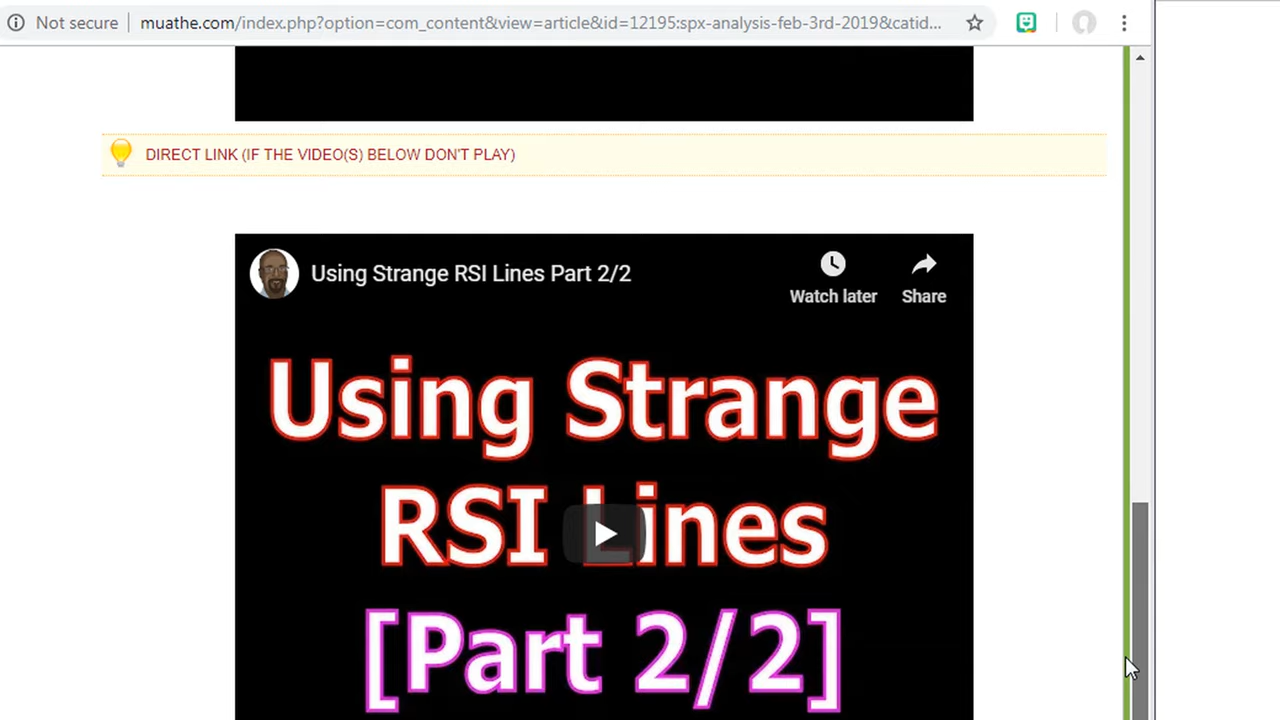 Not secure
muathe.com/index.php?option=com_content&view=article&id=12195:spx-analysis-feb-3rd-2019&catid...
DIRECT LINK (IF THE VIDEO(S) BELOW DON'T PLAY)
Using Strange RSI Lines Part 2/2
Watch later
Share
Using Strange
RSI Lines
[Part 2/2]